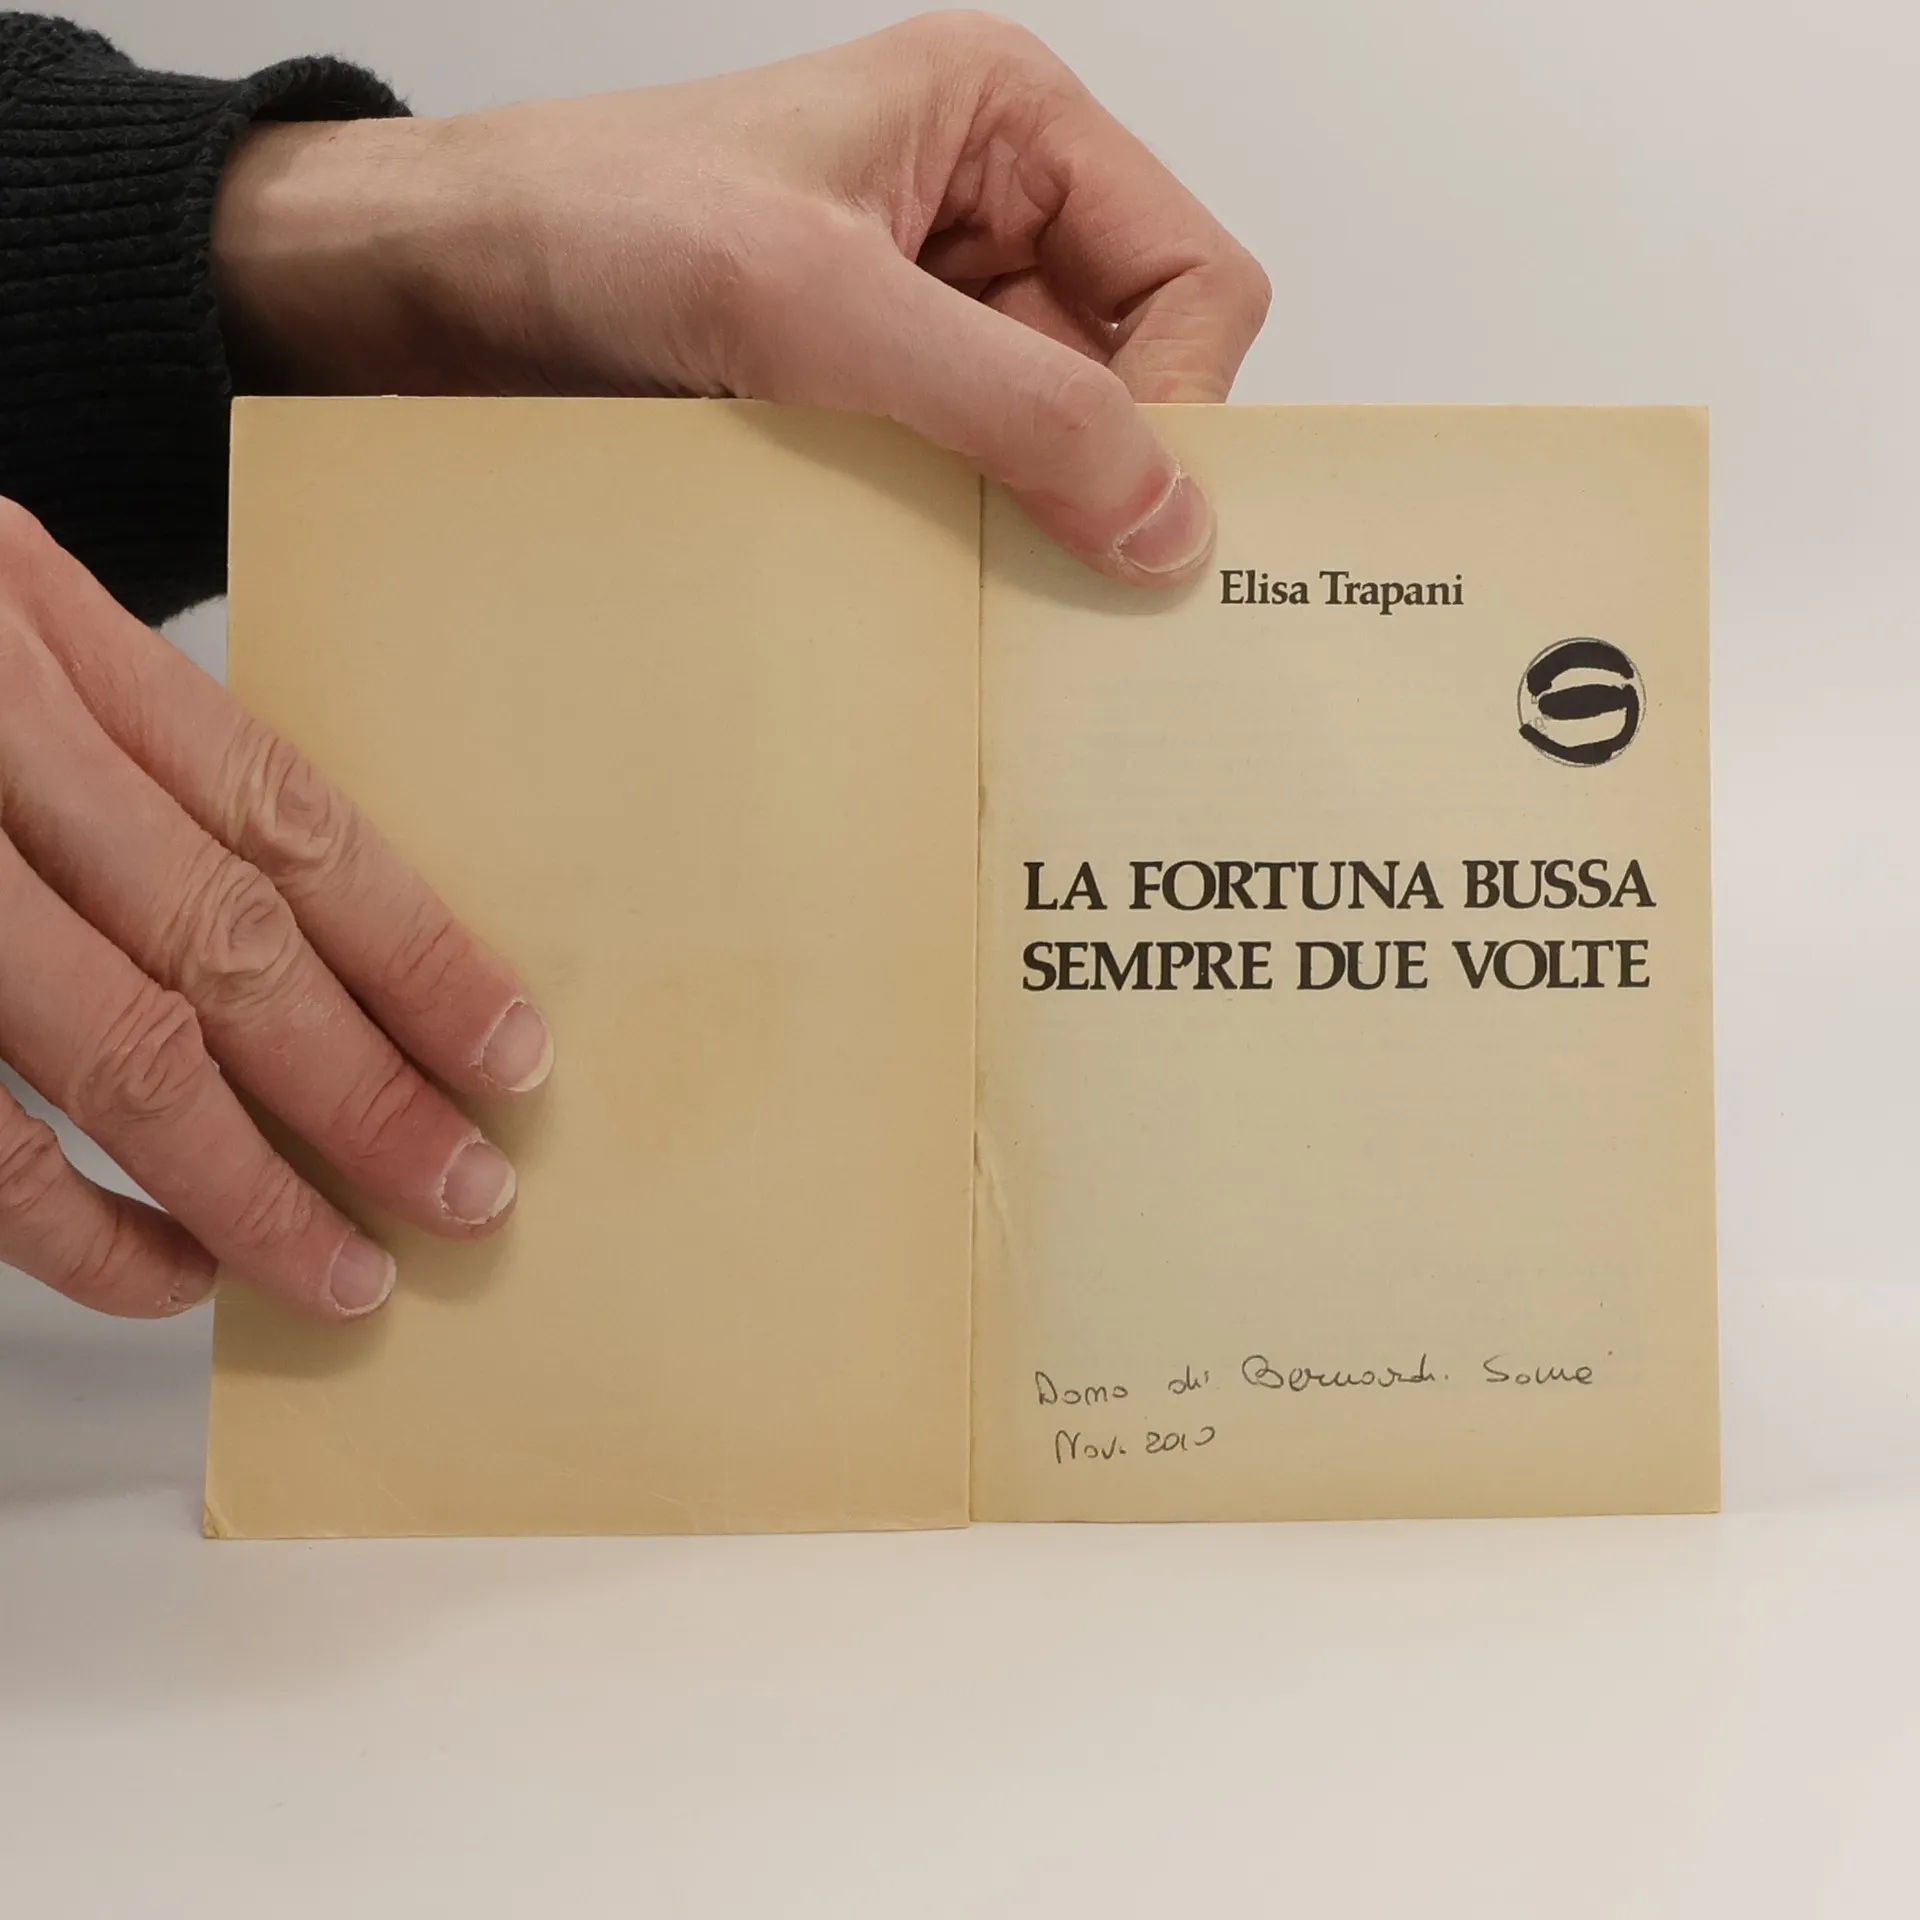 Elisa Trapani
LA FORTUNA BUSSA
SEMPRE DUE VOLTE
Dono di Bernardi
Nov. 2010